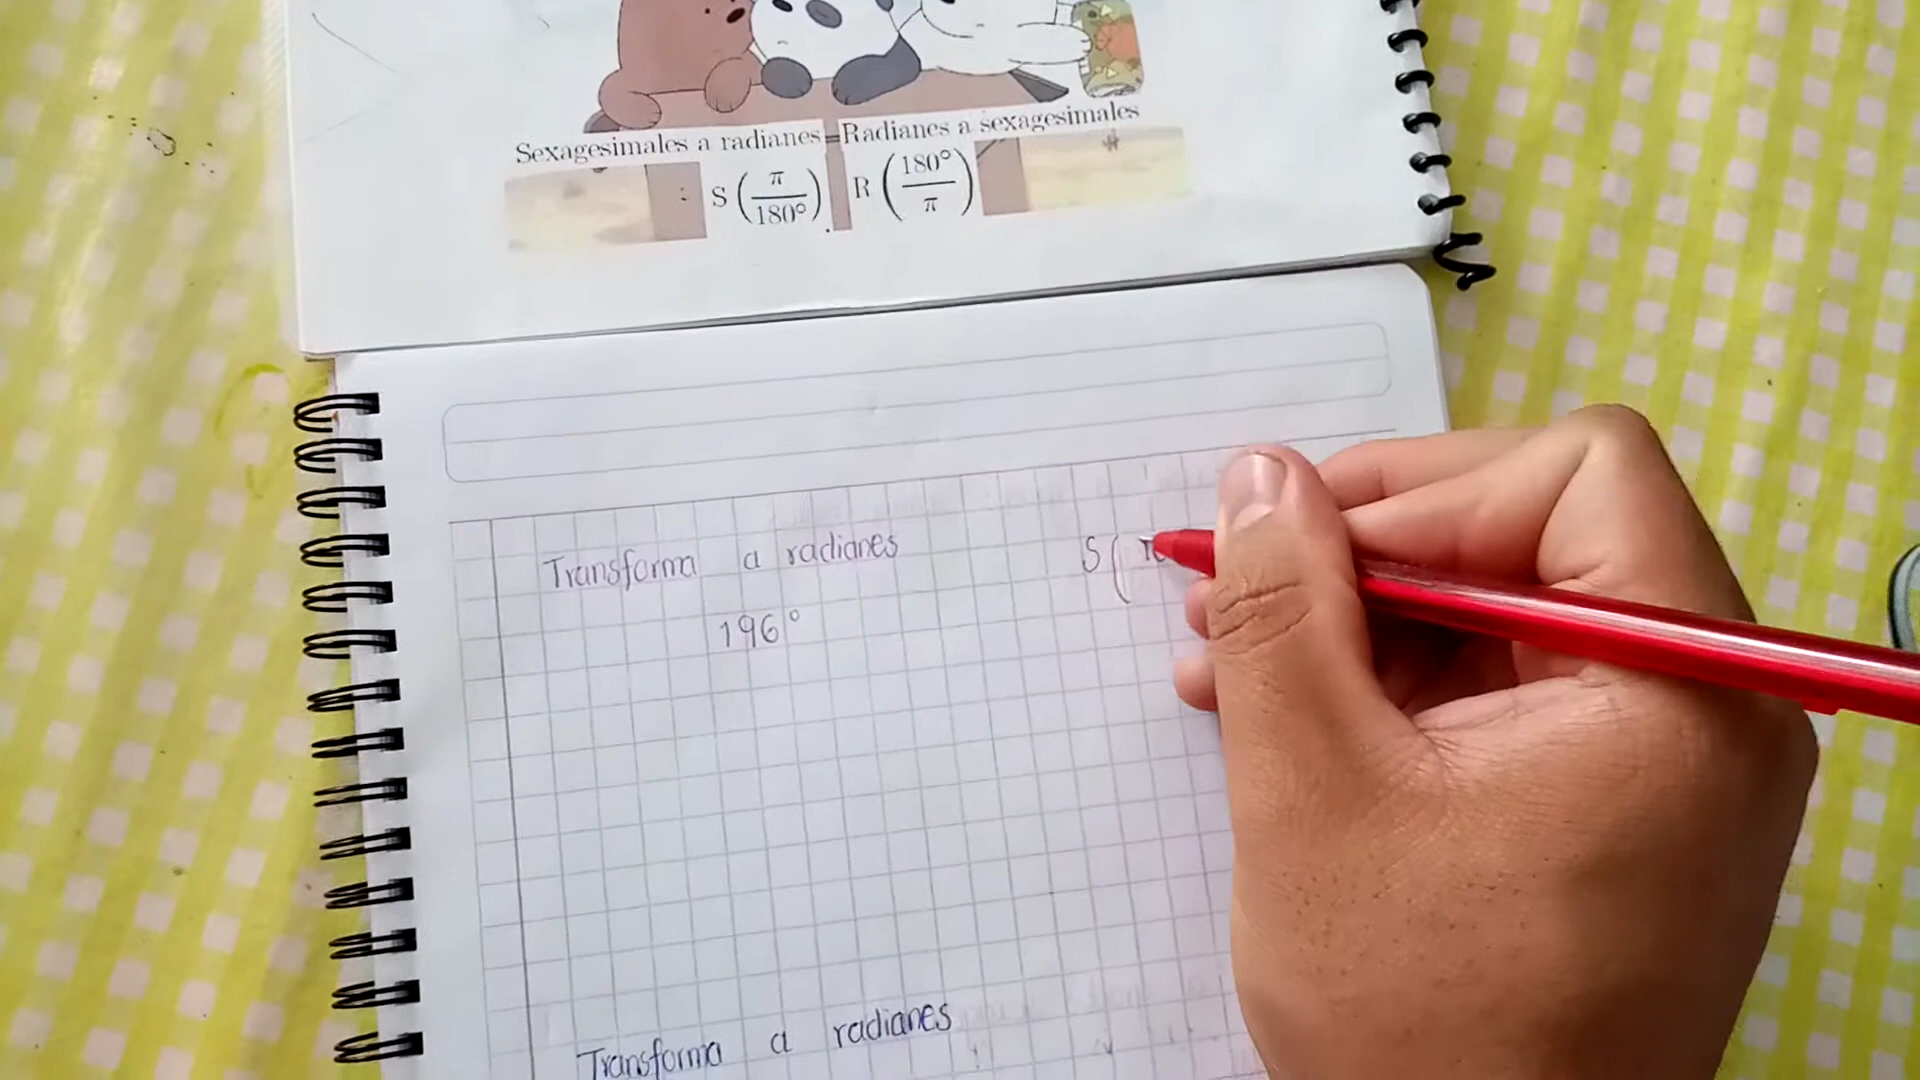 Sexagesimales a radianes=Radianes a sexagesimales
: S (π/180°). R (180°/π)
Transforma a radianes
S ( π
196°
Transforma a radianes